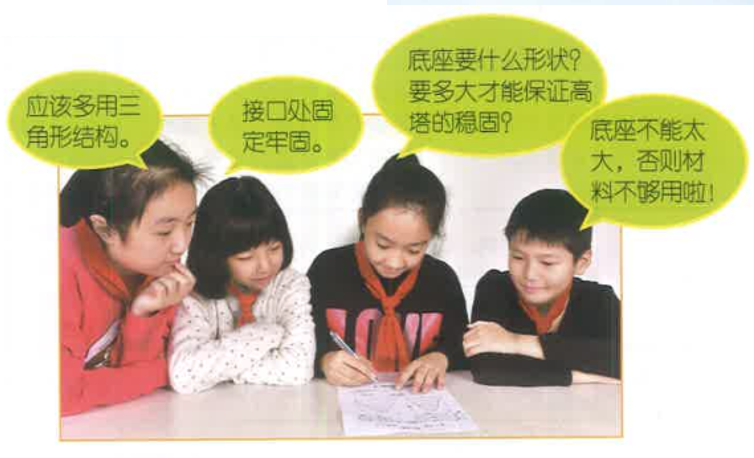 应该多用三
角形结构。
接口处固
定牢固。
底座要什么形状？
要多大才能保证高
塔的稳固？
底座不能太
大，否则材
料不够用啦！
LOVE